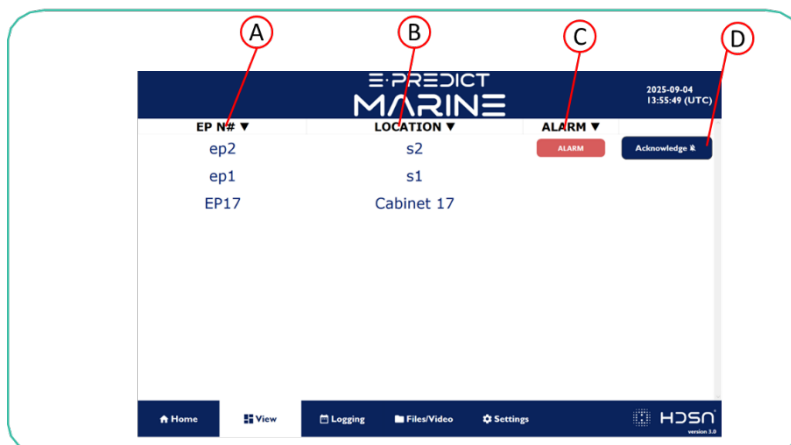 A B C D
E·PREDICT
MARINE
2025-09-04
13:55:49 (UTC)
EP N# ▼ LOCATION ▼ ALARM ▼
ep2 s2 ALARM Acknowledge
ep1 s1
EP17 Cabinet 17
Home View Logging Files/Video Settings HDSN
version 3.0